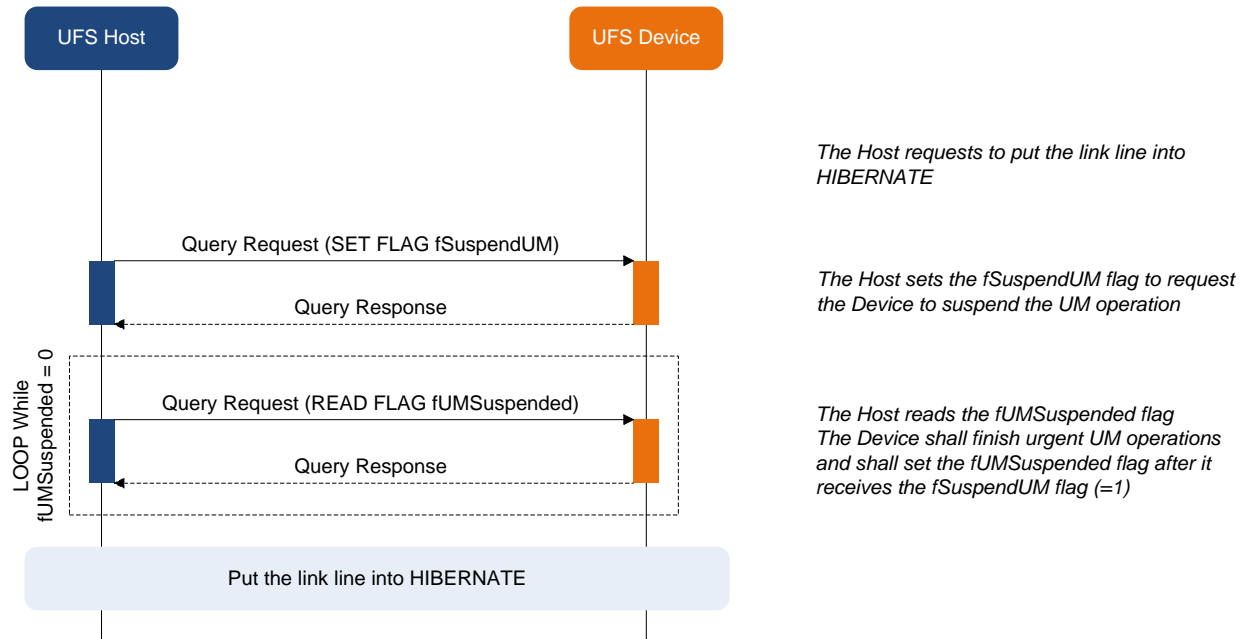 UFS Host
UFS Device
The Host requests to put the link line into
HIBERNATE
Query Request (SET FLAG fSuspendUM)
The Host sets the fSuspendUM flag to request
the Device to suspend the UM operation
Query Response
LOOP While
fUMSuspended = 0
Query Request (READ FLAG fUMSuspended)
The Host reads the fUMSuspended flag
The Device shall finish urgent UM operations
and shall set the fUMSuspended flag after it
receives the fSuspendUM flag (=1)
Query Response
Put the link line into HIBERNATE